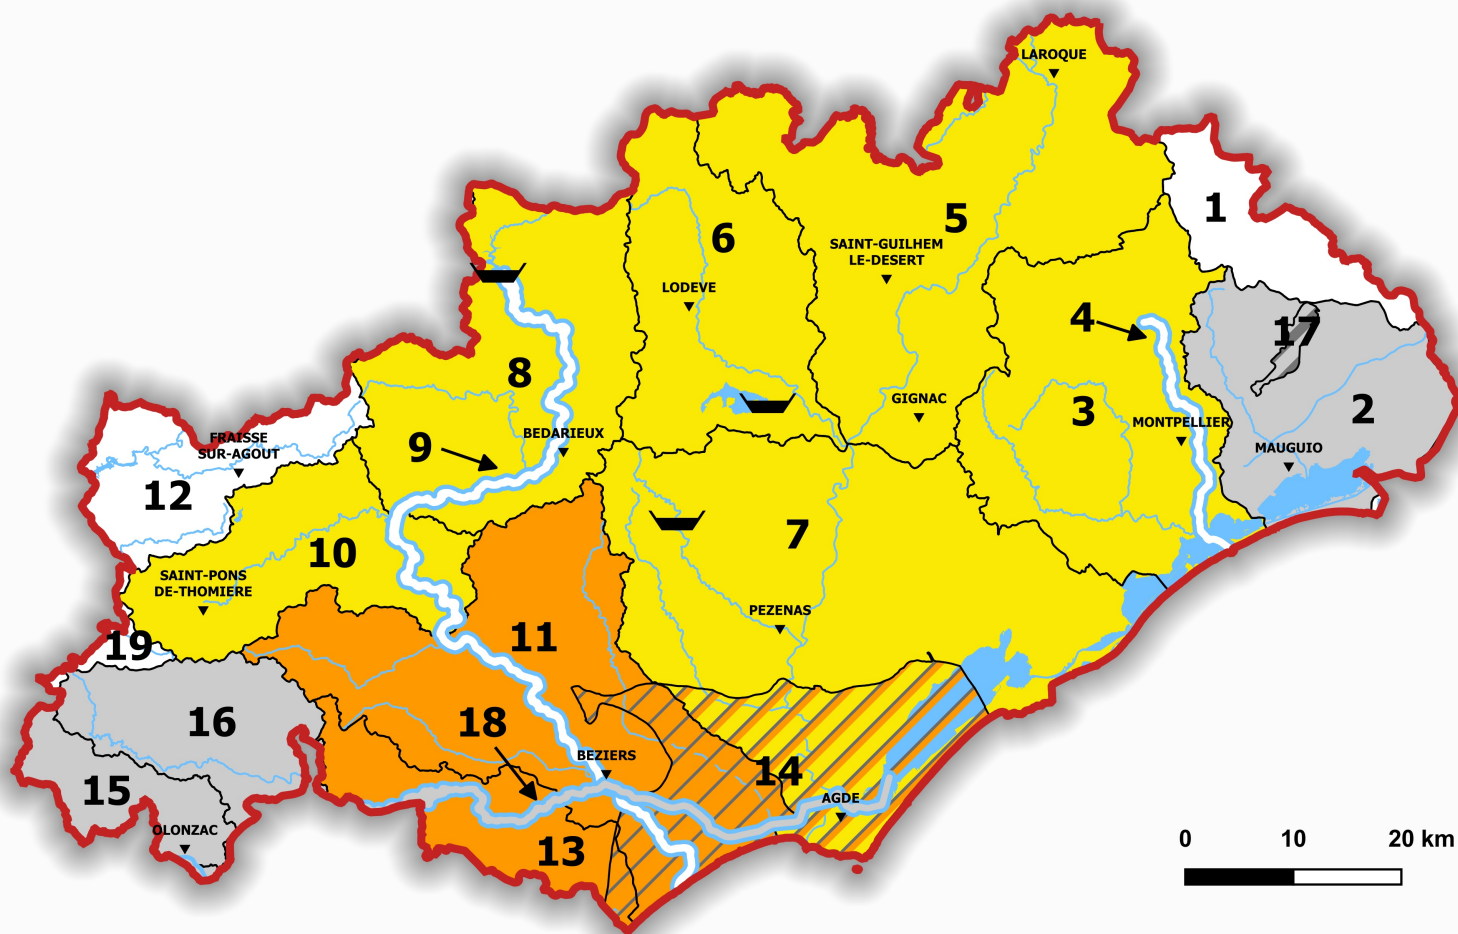 LAROQUE
1
5
6
SAINT-GUILHEM
LE-DESERT
LODEVE
4
17
8
GIGNAC
3
2
MONTPELLIER
BEDARIEUX
9
FRAISSE
SUR-AGOUT
MAUGUIO
12
7
10
SAINT-PONS
DE-THOMIERE
PEZENAS
11
19
16
18
BEZIERS
14
15
AGDE
OLONZAC
13
0 10 20 km